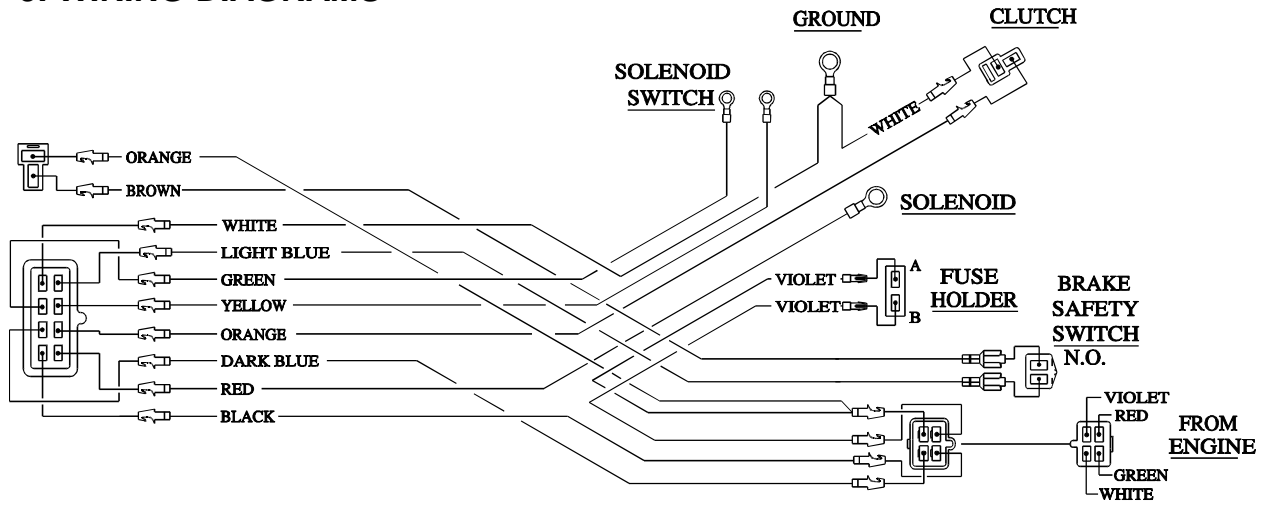 GROUND
CLUTCH
SOLENOID
SWITCH
WHITE
ORANGE
BROWN
SOLENOID
WHITE
LIGHT BLUE
GREEN
YELLOW
ORANGE
DARK BLUE
RED
BLACK
VIOLET
VIOLET
A
B
FUSE
HOLDER
BRAKE
SAFETY
SWITCH
N.O.
VIOLET
RED
FROM
ENGINE
GREEN
WHITE